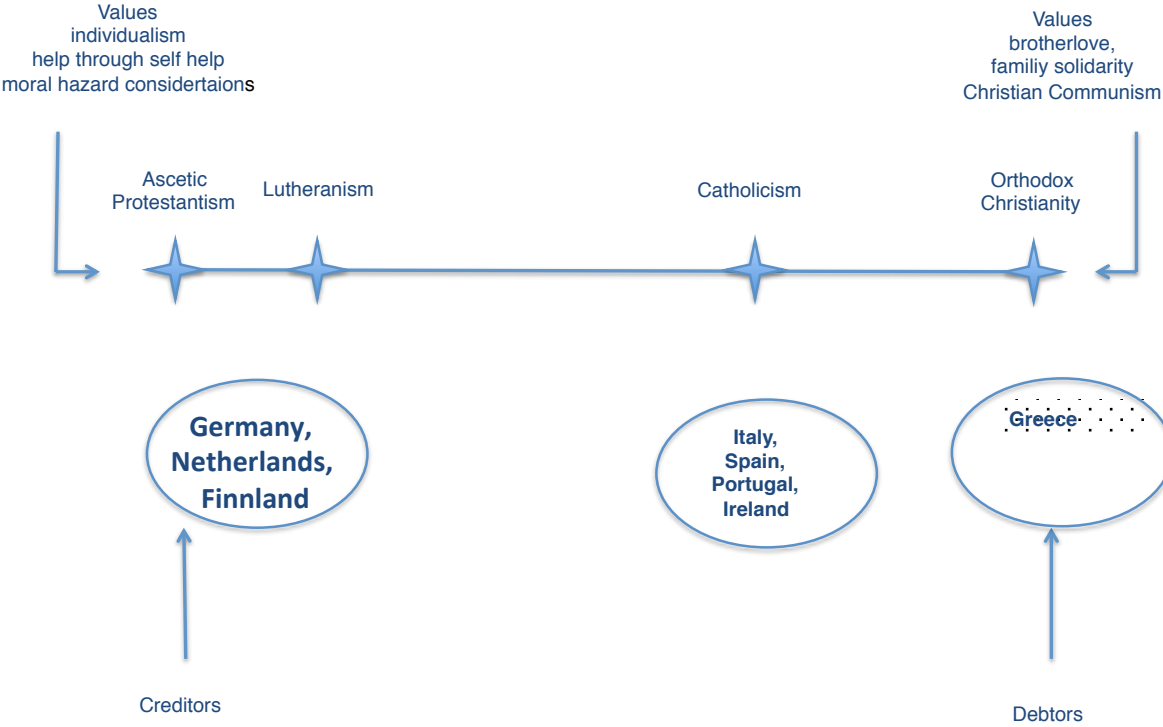 Values
individualism
help through self help
moral hazard considertaions
Values
brotherlove,
familiy solidarity
Christian Communism
Ascetic
Protestantism
Lutheranism
Catholicism
Orthodox
Christianity
Germany,
Netherlands,
Finnland
Italy,
Spain,
Portugal,
Ireland
Greece
Creditors
Debtors